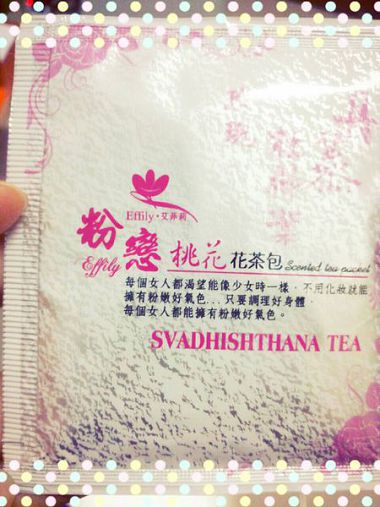 Effily·艾菲莉
粉戀桃花 花茶包
Effily Scented tea packet
每個女人都渴望能像少女時一樣，不用化妝就能
擁有粉嫩好氣色...只要調理好身體
每個女人都能擁有粉嫩好氣色。
SVADHISHTHANA TEA